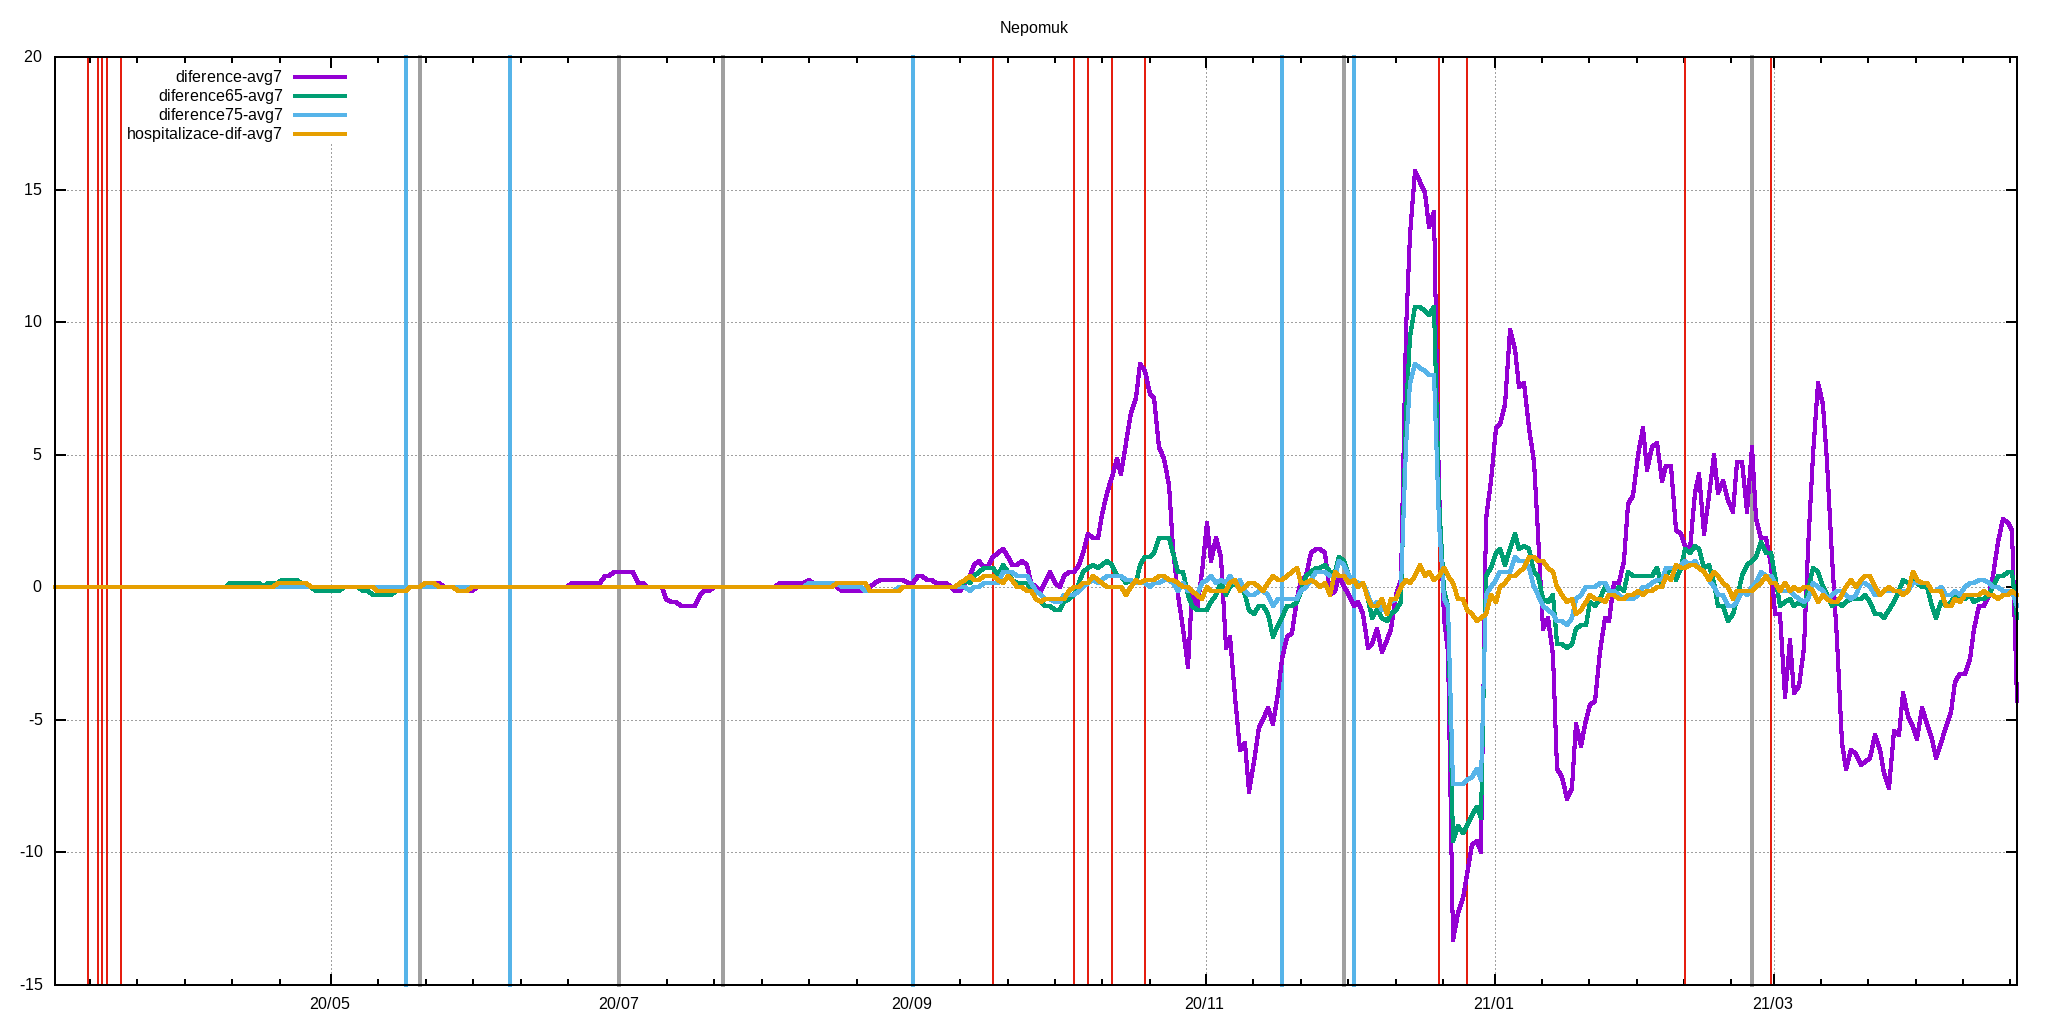 Nepomuk
20
diference-avg7
diference65-avg7
diference75-avg7
hospitalizace-dif-avg7
15
10
5
0
-5
-10
-15
20/05 20/07 20/09 20/11 21/01 21/03